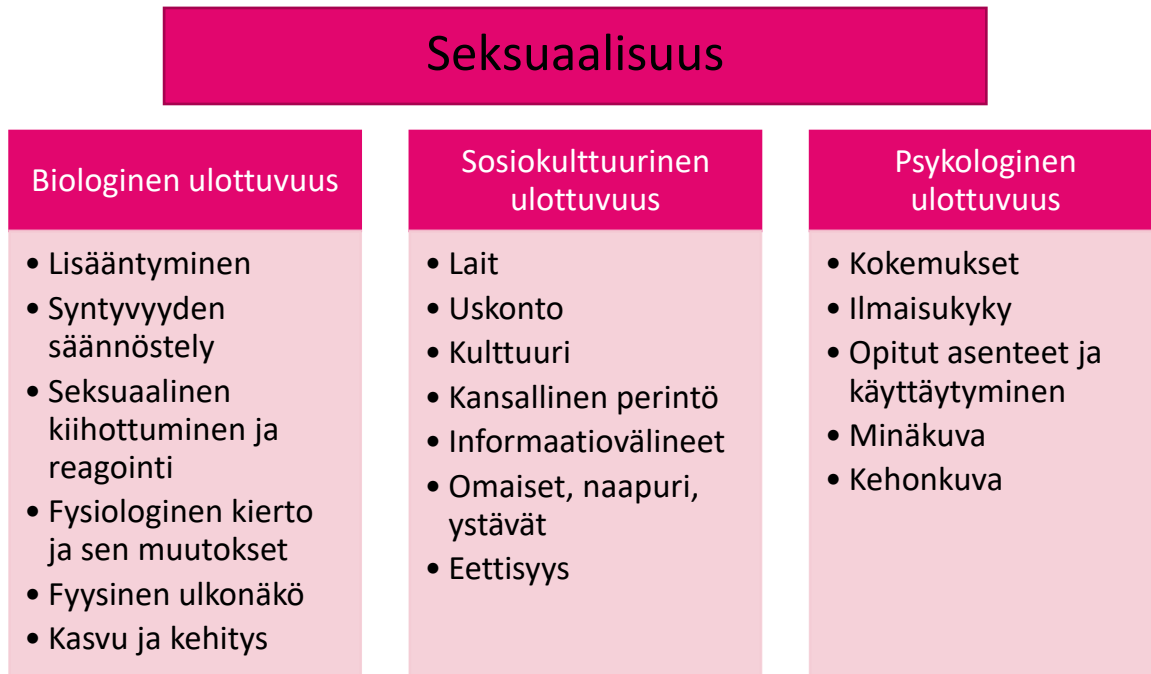 Seksuaalisuus
Biologinen ulottuvuus
• Lisääntyminen
• Syntyvyyden
säännöstely
• Seksuaalinen
kiihottuminen ja
reagointi
• Fysiologinen kierto
ja sen muutokset
• Fyysinen ulkonäkö
• Kasvu ja kehitys
Sosiokulttuurinen
ulottuvuus
• Lait
• Uskonto
• Kulttuuri
• Kansallinen perintö
• Informaatiovälineet
• Omaiset, naapuri,
ystävät
• Eettisyys
Psykologinen
ulottuvuus
• Kokemukset
• Ilmaisukyky
• Opitut asenteet ja
käyttäytyminen
• Minäkuva
• Kehonkuva